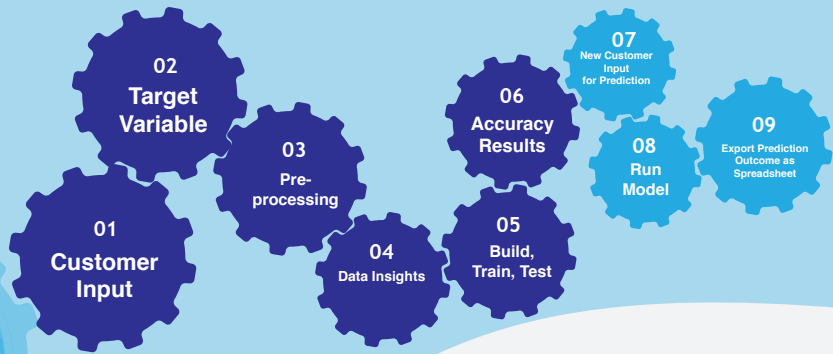 01
Customer
Input
02
Target
Variable
03
Pre-
processing
04
Data Insights
05
Build,
Train, Test
06
Accuracy
Results
07
New Customer
Input
for Prediction
08
Run
Model
09
Export Prediction
Outcome as
Spreadsheet